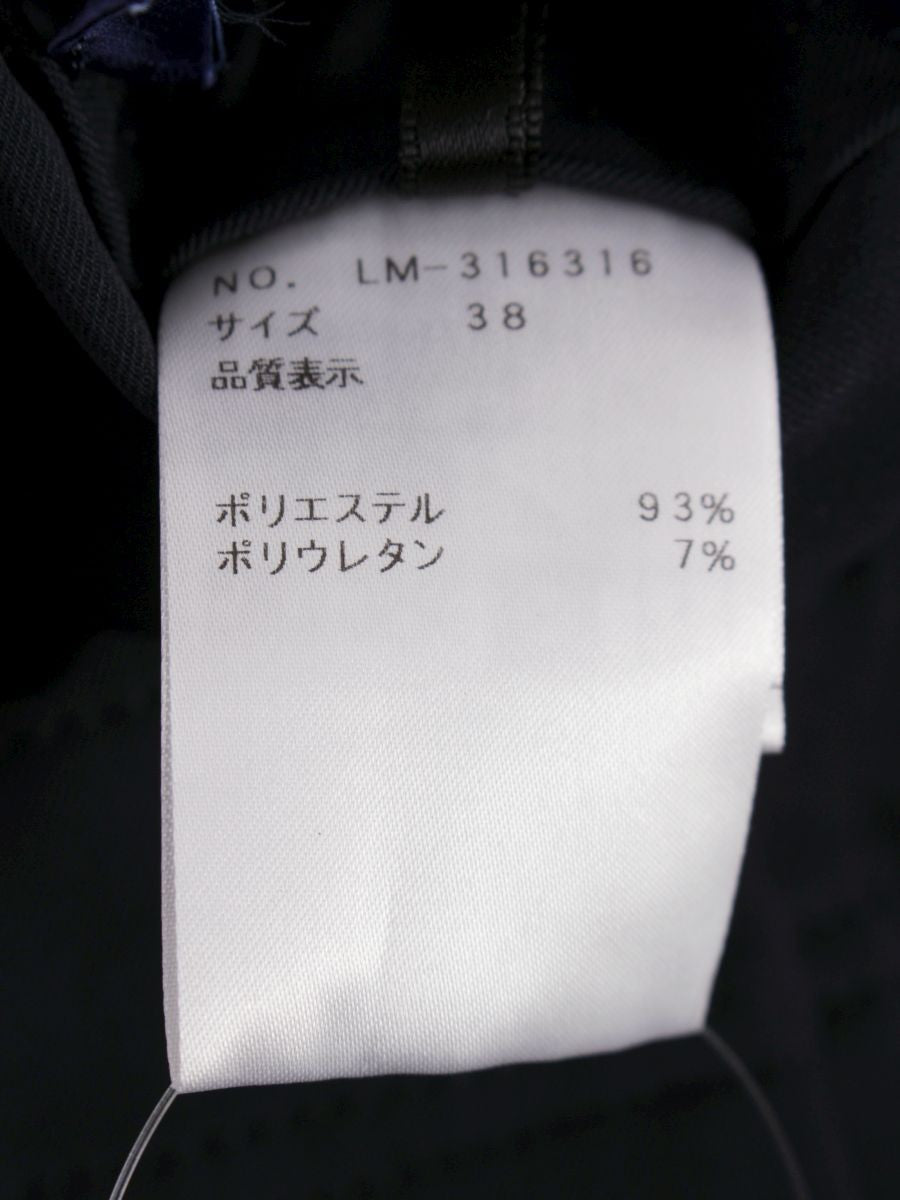 NO. LM-316316
サイズ 38
品質表示
ポリエステル 93%
ポリウレタン 7%